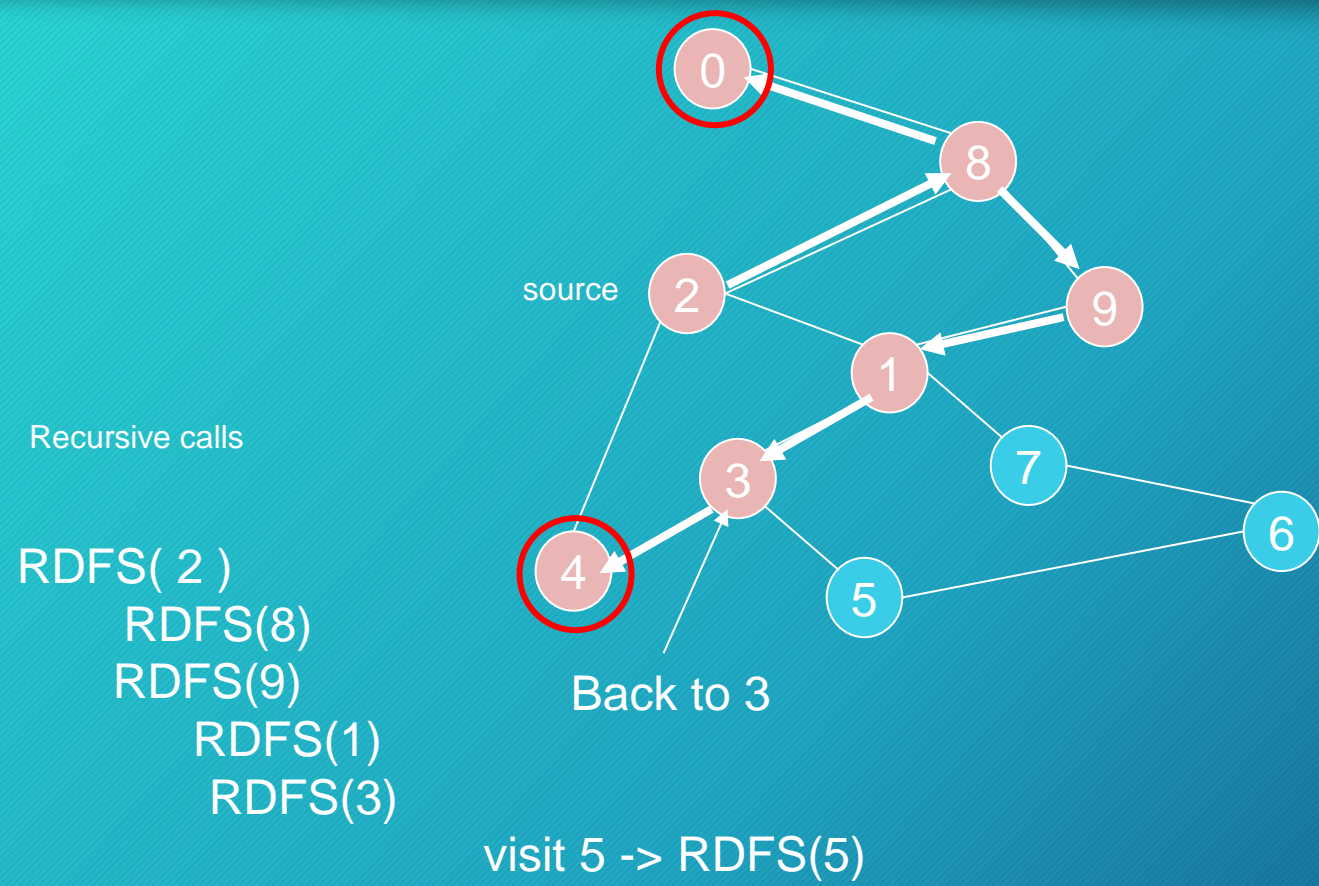 0
8
source
2
9
1
Recursive calls
7
3
6
RDFS( 2 )
4
5
RDFS(8)
RDFS(9)
Back to 3
RDFS(1)
RDFS(3)
visit 5 -> RDFS(5)